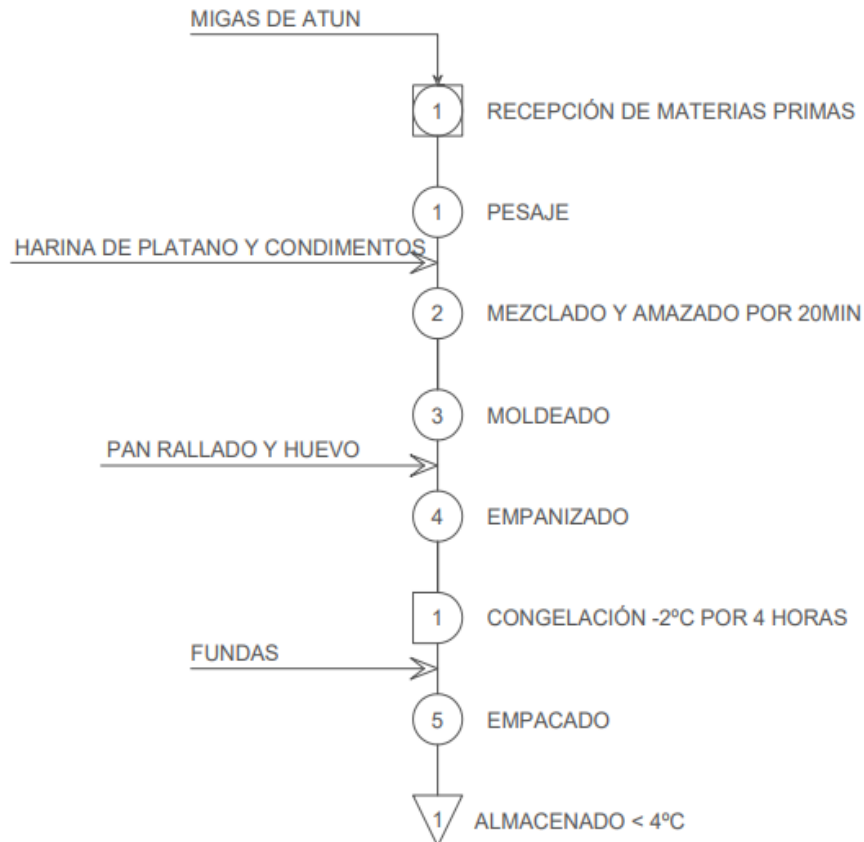 MIGAS DE ATUN
1 RECEPCIÓN DE MATERIAS PRIMAS
1 PESAJE
HARINA DE PLATANO Y CONDIMENTOS
2 MEZCLADO Y AMAZADO POR 20MIN
3 MOLDEADO
PAN RALLADO Y HUEVO
4 EMPANIZADO
1 CONGELACIÓN -2ºC POR 4 HORAS
FUNDAS
5 EMPACADO
1 ALMACENADO < 4ºC